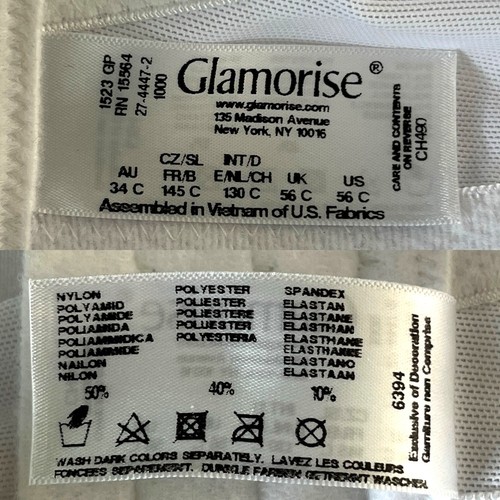 1523 GP
RN 15564
27-4447-2
1000
Glamorise®
www.glamorise.com
135 Madison Avenue
New York, NY 10016
CARE AND CONTENTS
ON REVERSE
CH490
AU CZ/SL FR/B INT/D E/NL/CH UK US
34 C 145 C 130 C 56 C 56 C
Assembled in Vietnam of U.S. Fabrics
NYLON
POLYAMID
POLYAMIDE
POLIAMIDA
POLIAMMIDICA
POLIAMINIDE
NAILON
NILON
50%
POLYESTER
POLIESTER
POLIESTERE
POLUESTER
POLYESTERIA
40%
SPANDEX
ELASTAN
ELASTANE
ELASTHAN
ELASTHANE
ELASTHANNE
ELASTANO
ELASTAAN
10%
6394
Exclusive of Decoration
Garniture non Comprise
WASH DARK COLORS SEPARATELY. LAVEZ LES COULEURS
FONCEES SEPAREMENT. DUNKLE FARBEN GETRENNT WASCHEN